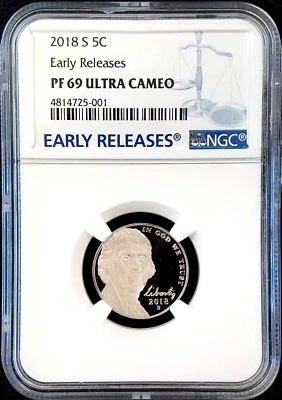 2018 S 5C
Early Releases
PF 69 ULTRA CAMEO
4814725-001
EARLY RELEASES® NGC®
IN GOD WE TRUST
Liberty
2018
S